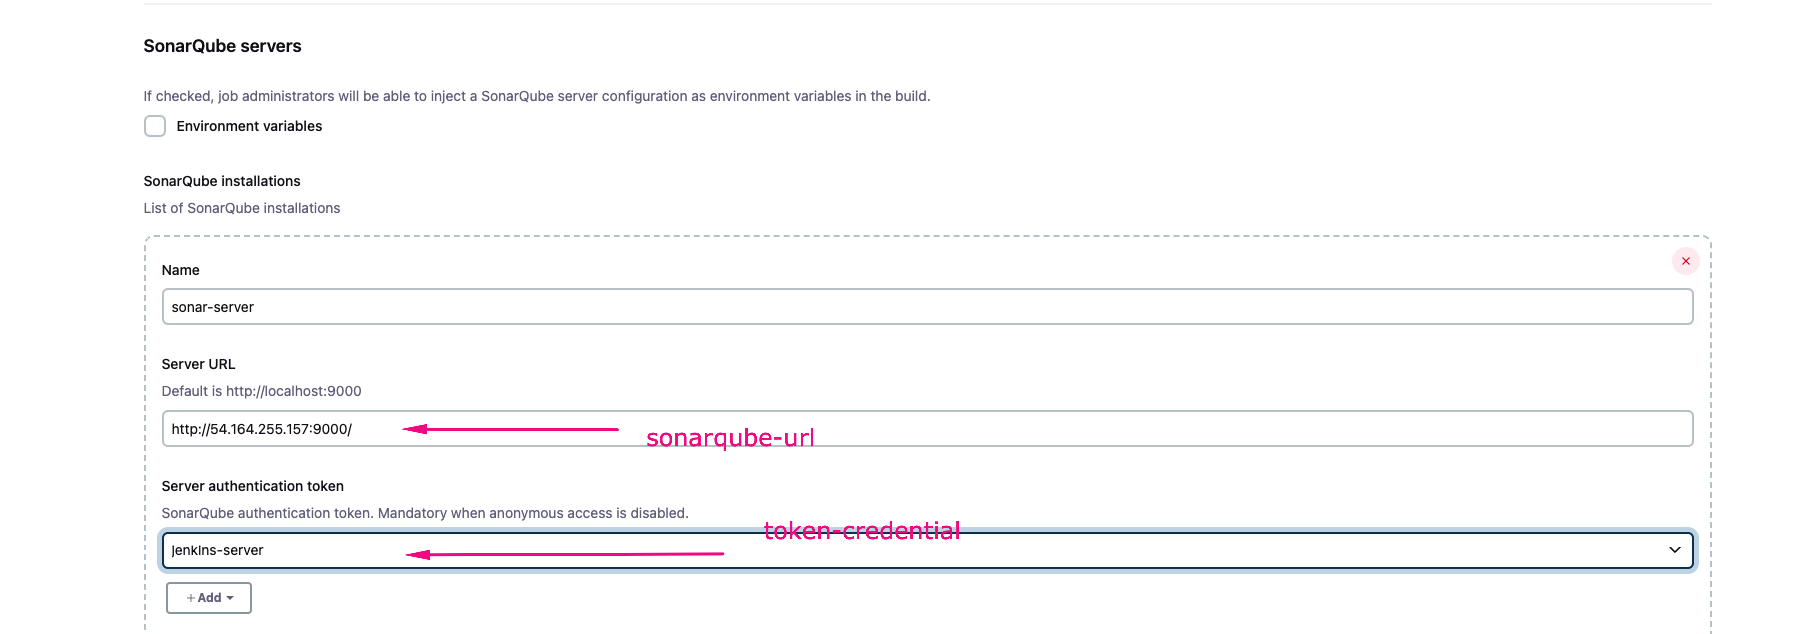 SonarQube servers
If checked, job administrators will be able to inject a SonarQube server configuration as environment variables in the build.
Environment variables
SonarQube installations
List of SonarQube installations
Name
sonar-server
Server URL
Default is http://localhost:9000
http://54.164.255.157:9000/
sonarqube-url
Server authentication token
SonarQube authentication token. Mandatory when anonymous access is disabled.
token-credential
jenkins-server
+ Add